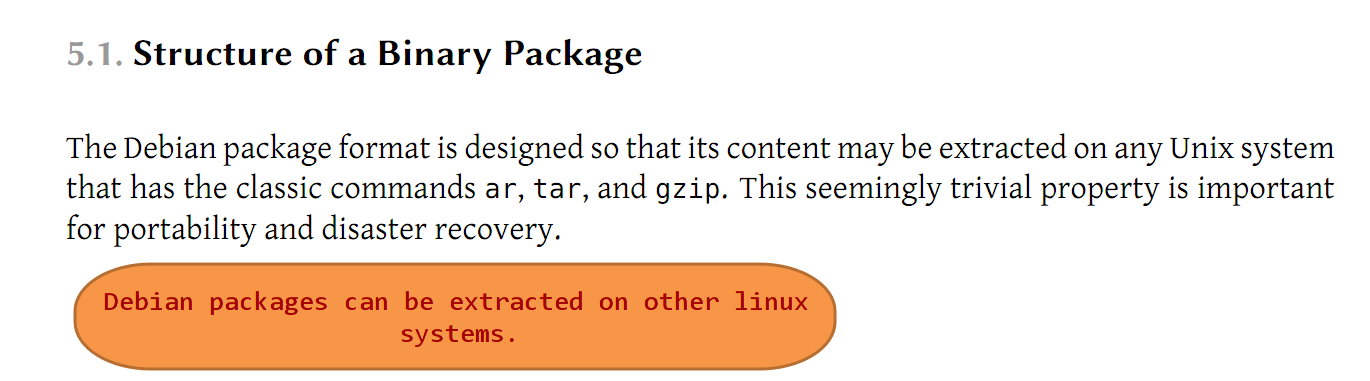 5.1. Structure of a Binary Package
The Debian package format is designed so that its content may be extracted on any Unix system
that has the classic commands ar, tar, and gzip. This seemingly trivial property is important
for portability and disaster recovery.
Debian packages can be extracted on other linux
systems.